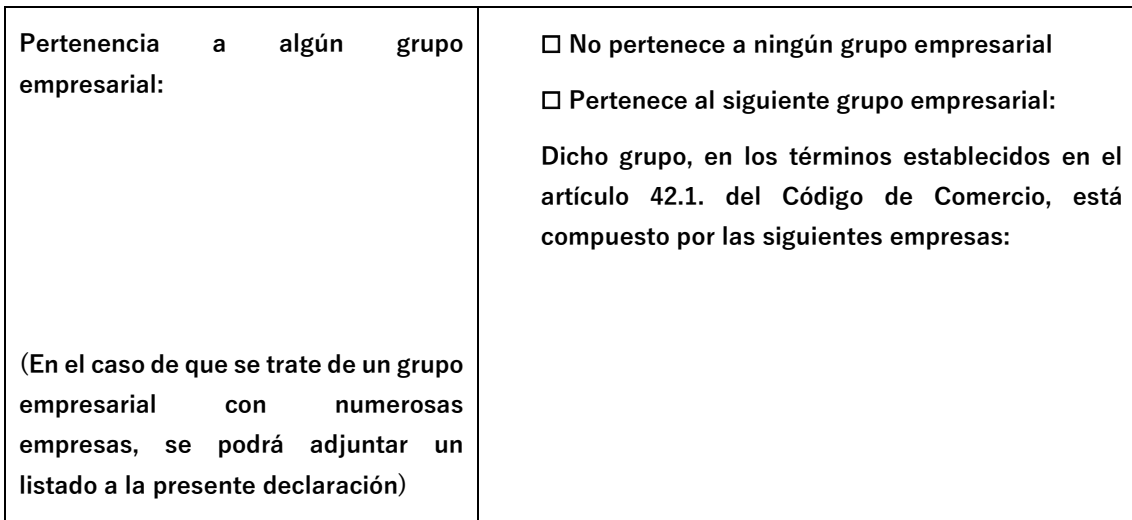 Pertenencia a algún grupo
empresarial:
(En el caso de que se trate de un grupo
empresarial con numerosas
empresas, se podrá adjuntar un
listado a la presente declaración)
☐ No pertenece a ningún grupo empresarial
☐ Pertenece al siguiente grupo empresarial:
Dicho grupo, en los términos establecidos en el
artículo 42.1. del Código de Comercio, está
compuesto por las siguientes empresas: